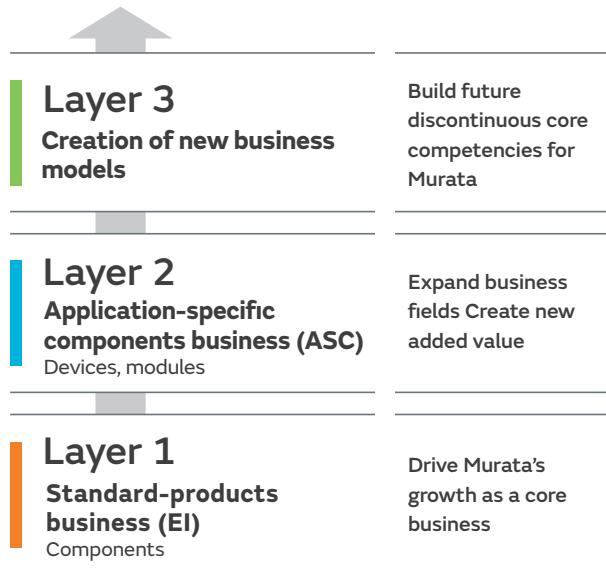 Layer 3
Creation of new business
models
Build future
discontinuous core
competencies for
Murata
Layer 2
Application-specific
components business (ASC)
Devices, modules
Expand business
fields Create new
added value
Layer 1
Standard-products
business (EI)
Components
Drive Murata’s
growth as a core
business